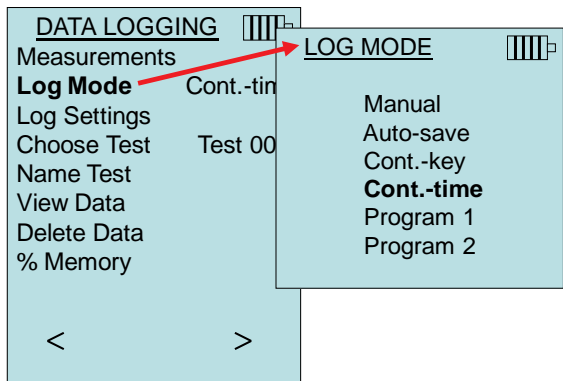 DATA LOGGING
Measurements
Log Mode Cont.-tim
Log Settings
Choose Test Test 00
Name Test
View Data
Delete Data
% Memory
< >
LOG MODE
Manual
Auto-save
Cont.-key
Cont.-time
Program 1
Program 2